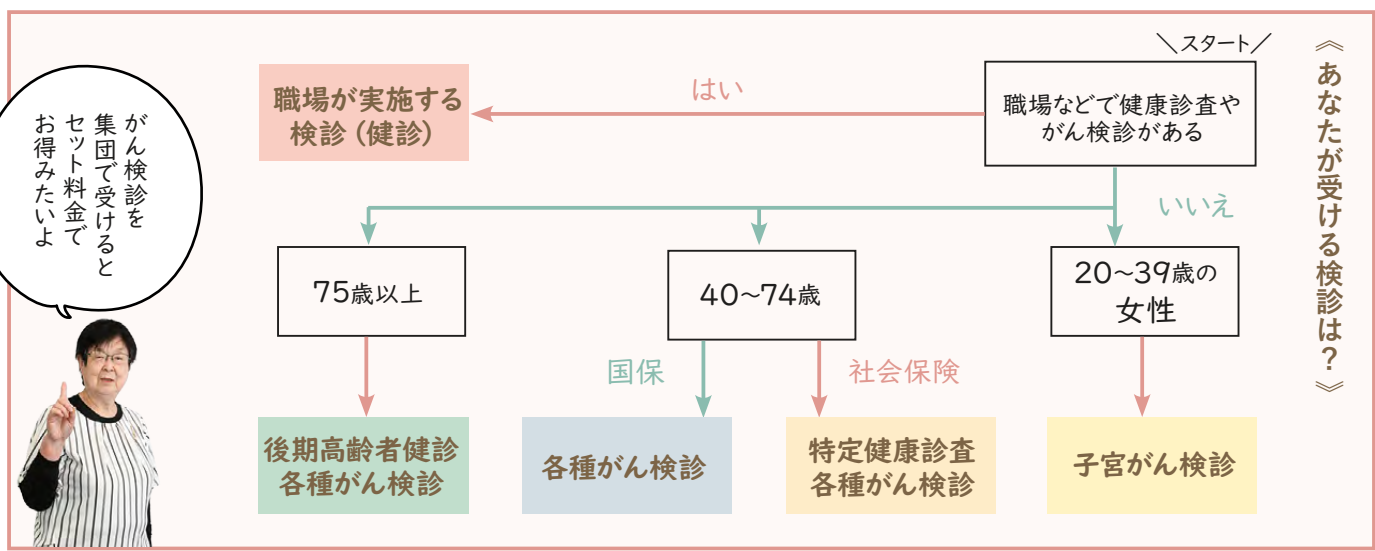 《あなたが受ける検診は？》
＼スタート／
職場などで健康診査や
がん検診がある
はい
職場が実施する
検診（健診）
いいえ
20～39歳の
女性
子宮がん検診
40～74歳
社会保険
特定健康診査
各種がん検診
国保
各種がん検診
75歳以上
後期高齢者健診
各種がん検診
がん検診を
集団で受けると
セット料金で
お得みたいよ